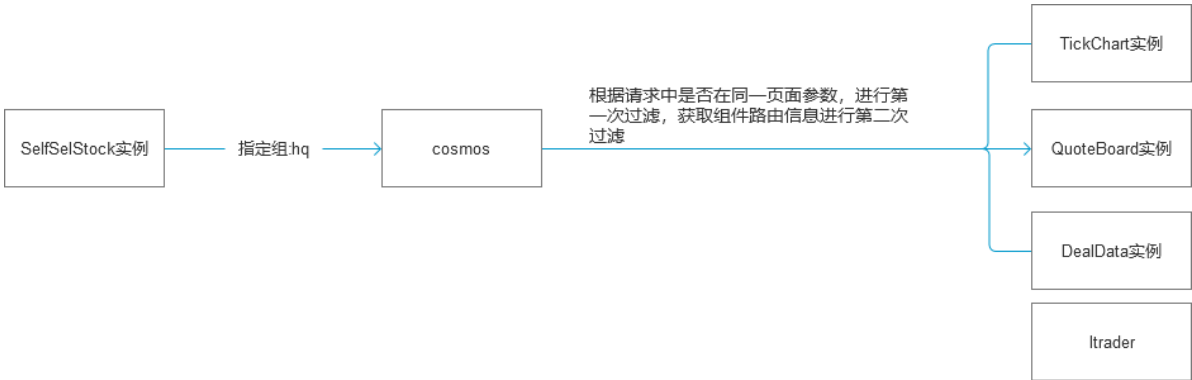 TickChart实例
根据请求中是否在同一页面参数，进行第
一次过滤，获取组件路由信息进行第二次
过滤
SelfSelStock实例
指定组:hq
cosmos
QuoteBoard实例
DealData实例
ltrader